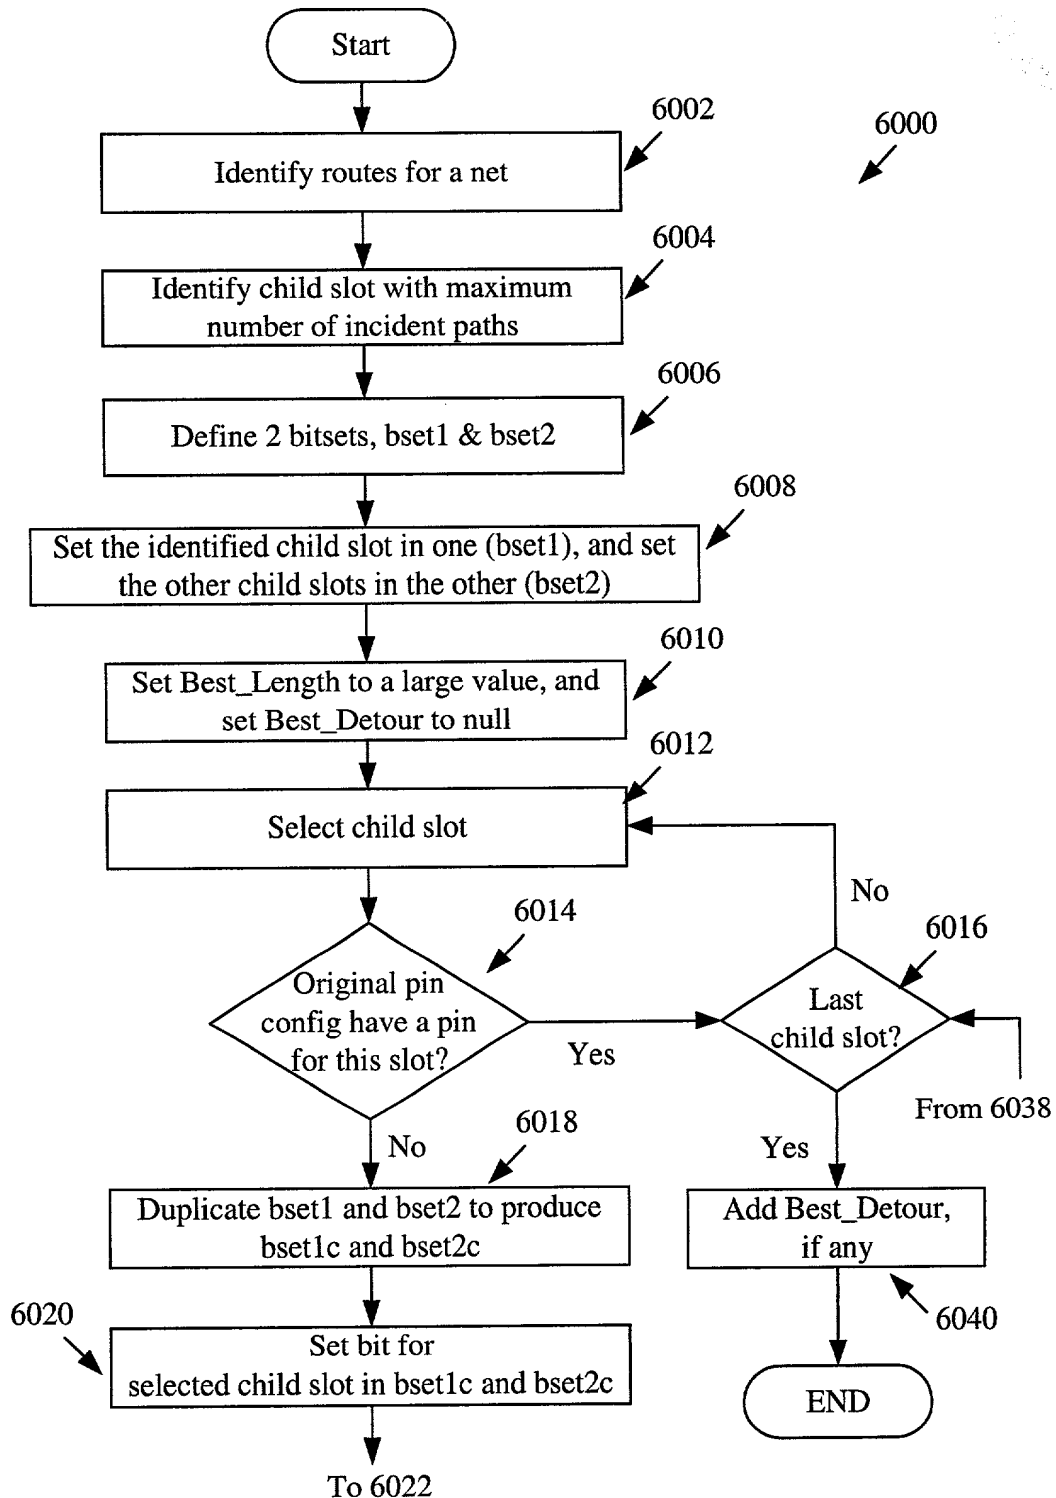 Start
6002
6000
Identify routes for a net
6004
Identify child slot with maximum
number of incident paths
6006
Define 2 bitsets, bset1 & bset2
6008
Set the identified child slot in one (bset1), and set
the other child slots in the other (bset2)
6010
Set Best_Length to a large value, and
set Best_Detour to null
6012
Select child slot
No
6014
6016
Original pin
config have a pin
for this slot?
Yes
Last
child slot?
From 6038
No
6018
Yes
Duplicate bset1 and bset2 to produce
bset1c and bset2c
Add Best_Detour,
if any
6020
6040
Set bit for
selected child slot in bset1c and bset2c
END
To 6022